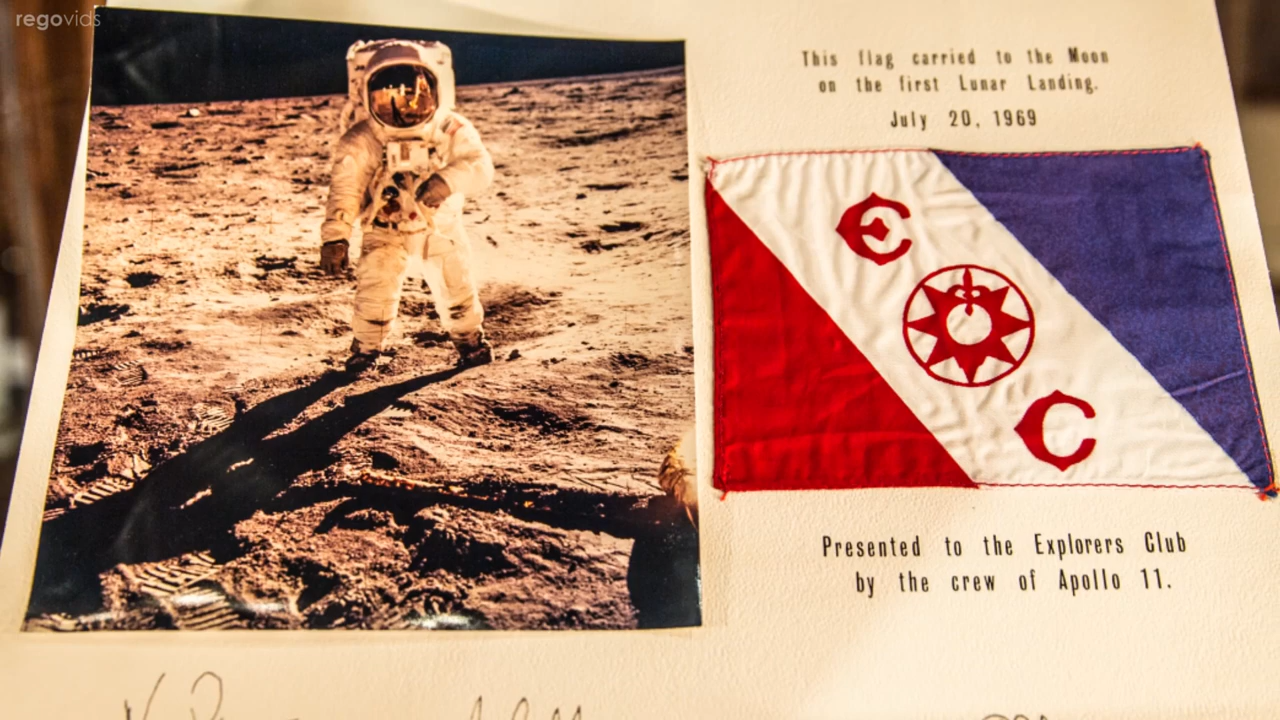 regovids
This flag carried to the Moon
on the first Lunar Landing.
July 20, 1969
E
C
Presented to the Explorers Club
by the crew of Apollo 11.